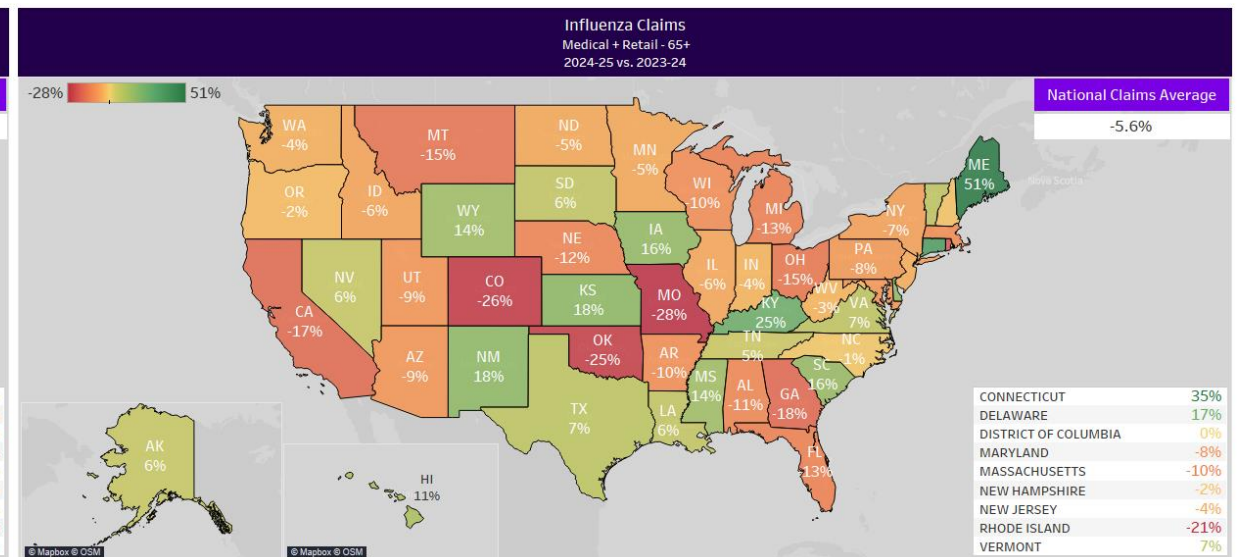 Influenza Claims
Medical + Retail - 65+
2024-25 vs. 2023-24
-28%
51%
National Claims Average
-5.6%
WA
-4%
MT
-15%
ND
-5%
MN
-5%
ME
51%
Nova Scotia
OR
-2%
ID
-6%
WY
14%
SD
6%
WI
-10%
MI
-13%
NY
-7%
NV
6%
UT
-9%
CO
-26%
NE
-12%
IA
16%
IL
-6%
IN
-4%
OH
-15%
PA
-8%
CA
-17%
KS
18%
MO
-28%
KY
25%
WV
-3%
VA
7%
AZ
-9%
NM
18%
OK
-25%
AR
-10%
TN
5%
NC
-1%
SC
16%
TX
7%
LA
6%
MS
14%
AL
-11%
GA
-18%
FL
-13%
AK
6%
HI
11%
CONNECTICUT 35%
DELAWARE 17%
DISTRICT OF COLUMBIA 0%
MARYLAND -8%
MASSACHUSETTS -10%
NEW HAMPSHIRE -2%
NEW JERSEY -4%
RHODE ISLAND -21%
VERMONT 7%
© Mapbox © OSM
© Mapbox © OSM